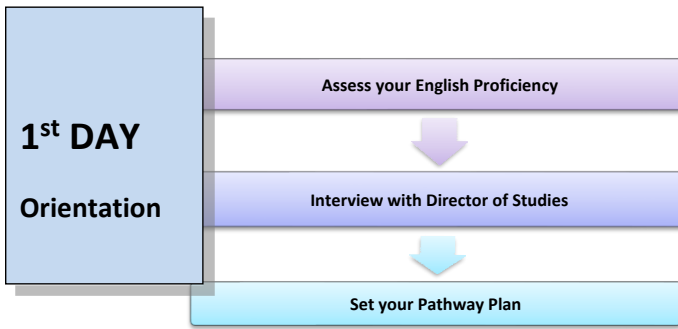 1st DAY
Orientation
Assess your English Proficiency
Interview with Director of Studies
Set your Pathway Plan